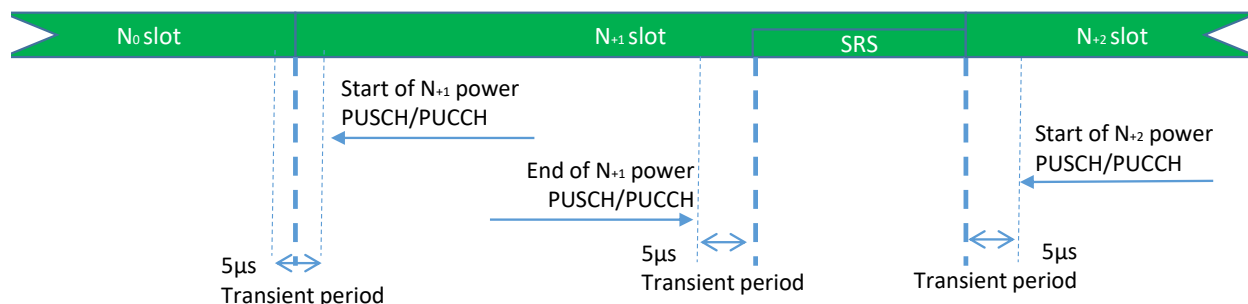 N₀ slot
N₊₁ slot
SRS
N₊₂ slot
Start of N₊₁ power
PUSCH/PUCCH
Start of N₊₂ power
PUSCH/PUCCH
End of N₊₁ power
PUSCH/PUCCH
5µs
Transient period
5µs
Transient period
5µs
Transient period